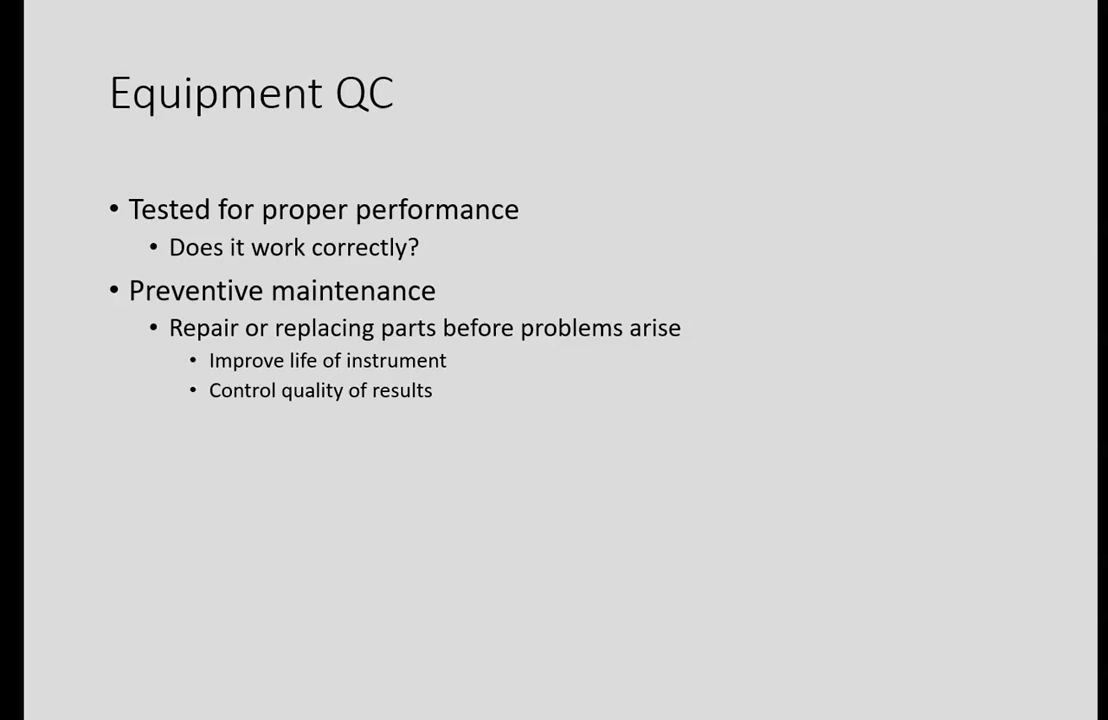 Equipment QC
• Tested for proper performance
• Does it work correctly?
• Preventive maintenance
• Repair or replacing parts before problems arise
• Improve life of instrument
• Control quality of results